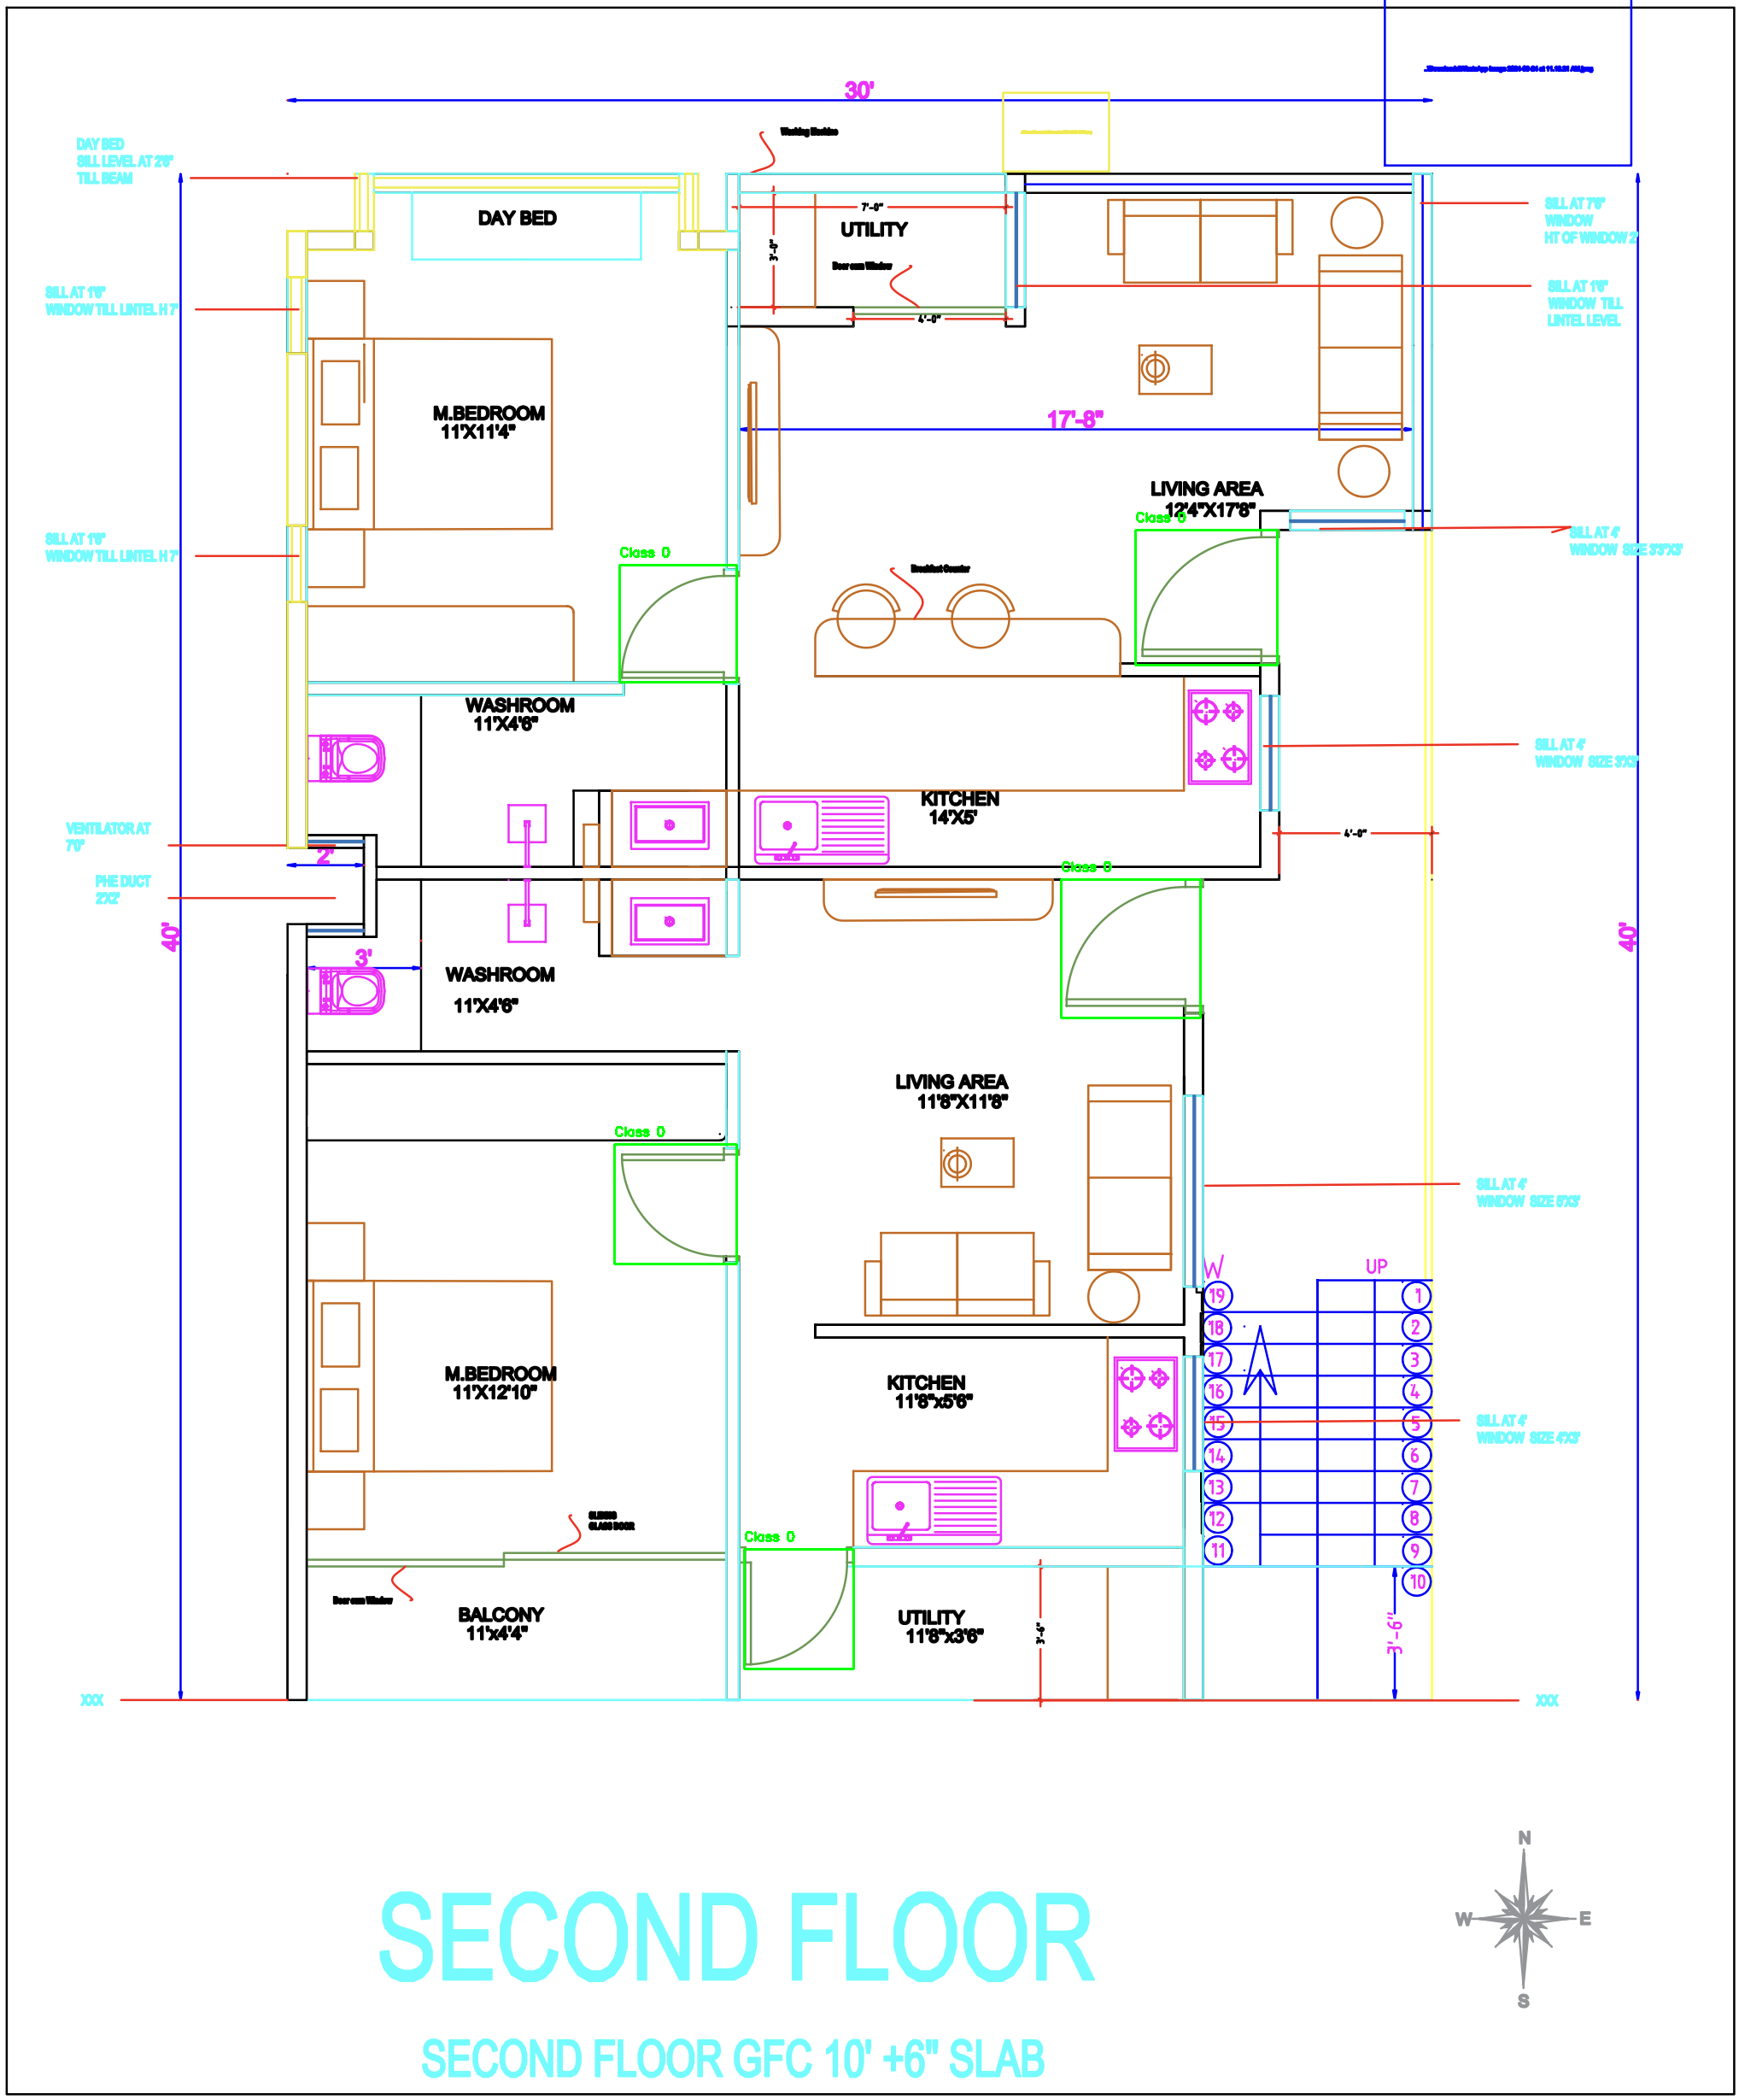 30'
Washing Machine
DAY BED
SILL LEVEL AT 2'6"
TILL BEAM
DAY BED
7'-0"
UTILITY
3'-0"
Door cum Window
4'-0"
SILL AT 7'6"
WINDOW
HT OF WINDOW 2'
SILL AT 1'6"
WINDOW TILL LINTEL H 7'
SILL AT 1'6"
WINDOW TILL
LINTEL LEVEL
M.BEDROOM
11'X11'4"
17'-8"
LIVING AREA
12'4"X17'8"
Class 0
SILL AT 1'6"
WINDOW TILL LINTEL H 7'
Class 0
SILL AT 4'
WINDOW SIZE 3'3"X3'
Breakfast Counter
WASHROOM
11'X4'6"
SILL AT 4'
WINDOW SIZE 3'X3'
KITCHEN
14'X5'
VENTILATOR AT
7'0"
4'-0"
2'
Class 0
PHE DUCT
2'X2'
40'
40'
3'
WASHROOM
11'X4'6"
LIVING AREA
11'8"X11'8"
Class 0
SILL AT 4'
WINDOW SIZE 5'X3'
W
UP
19
1
18
2
17
3
16
4
15
5
14
6
13
7
12
8
11
9
10
M.BEDROOM
11'X12'10"
KITCHEN
11'8"x5'6"
SILL AT 4'
WINDOW SIZE 4'X3'
SLIDING
GLASS DOOR
Class 0
Door cum Window
BALCONY
11'x4'4"
UTILITY
11'8"x3'6"
3'-6"
3'-6"
XXX
XXX
N
W
E
S
SECOND FLOOR
SECOND FLOOR GFC 10' +6" SLAB